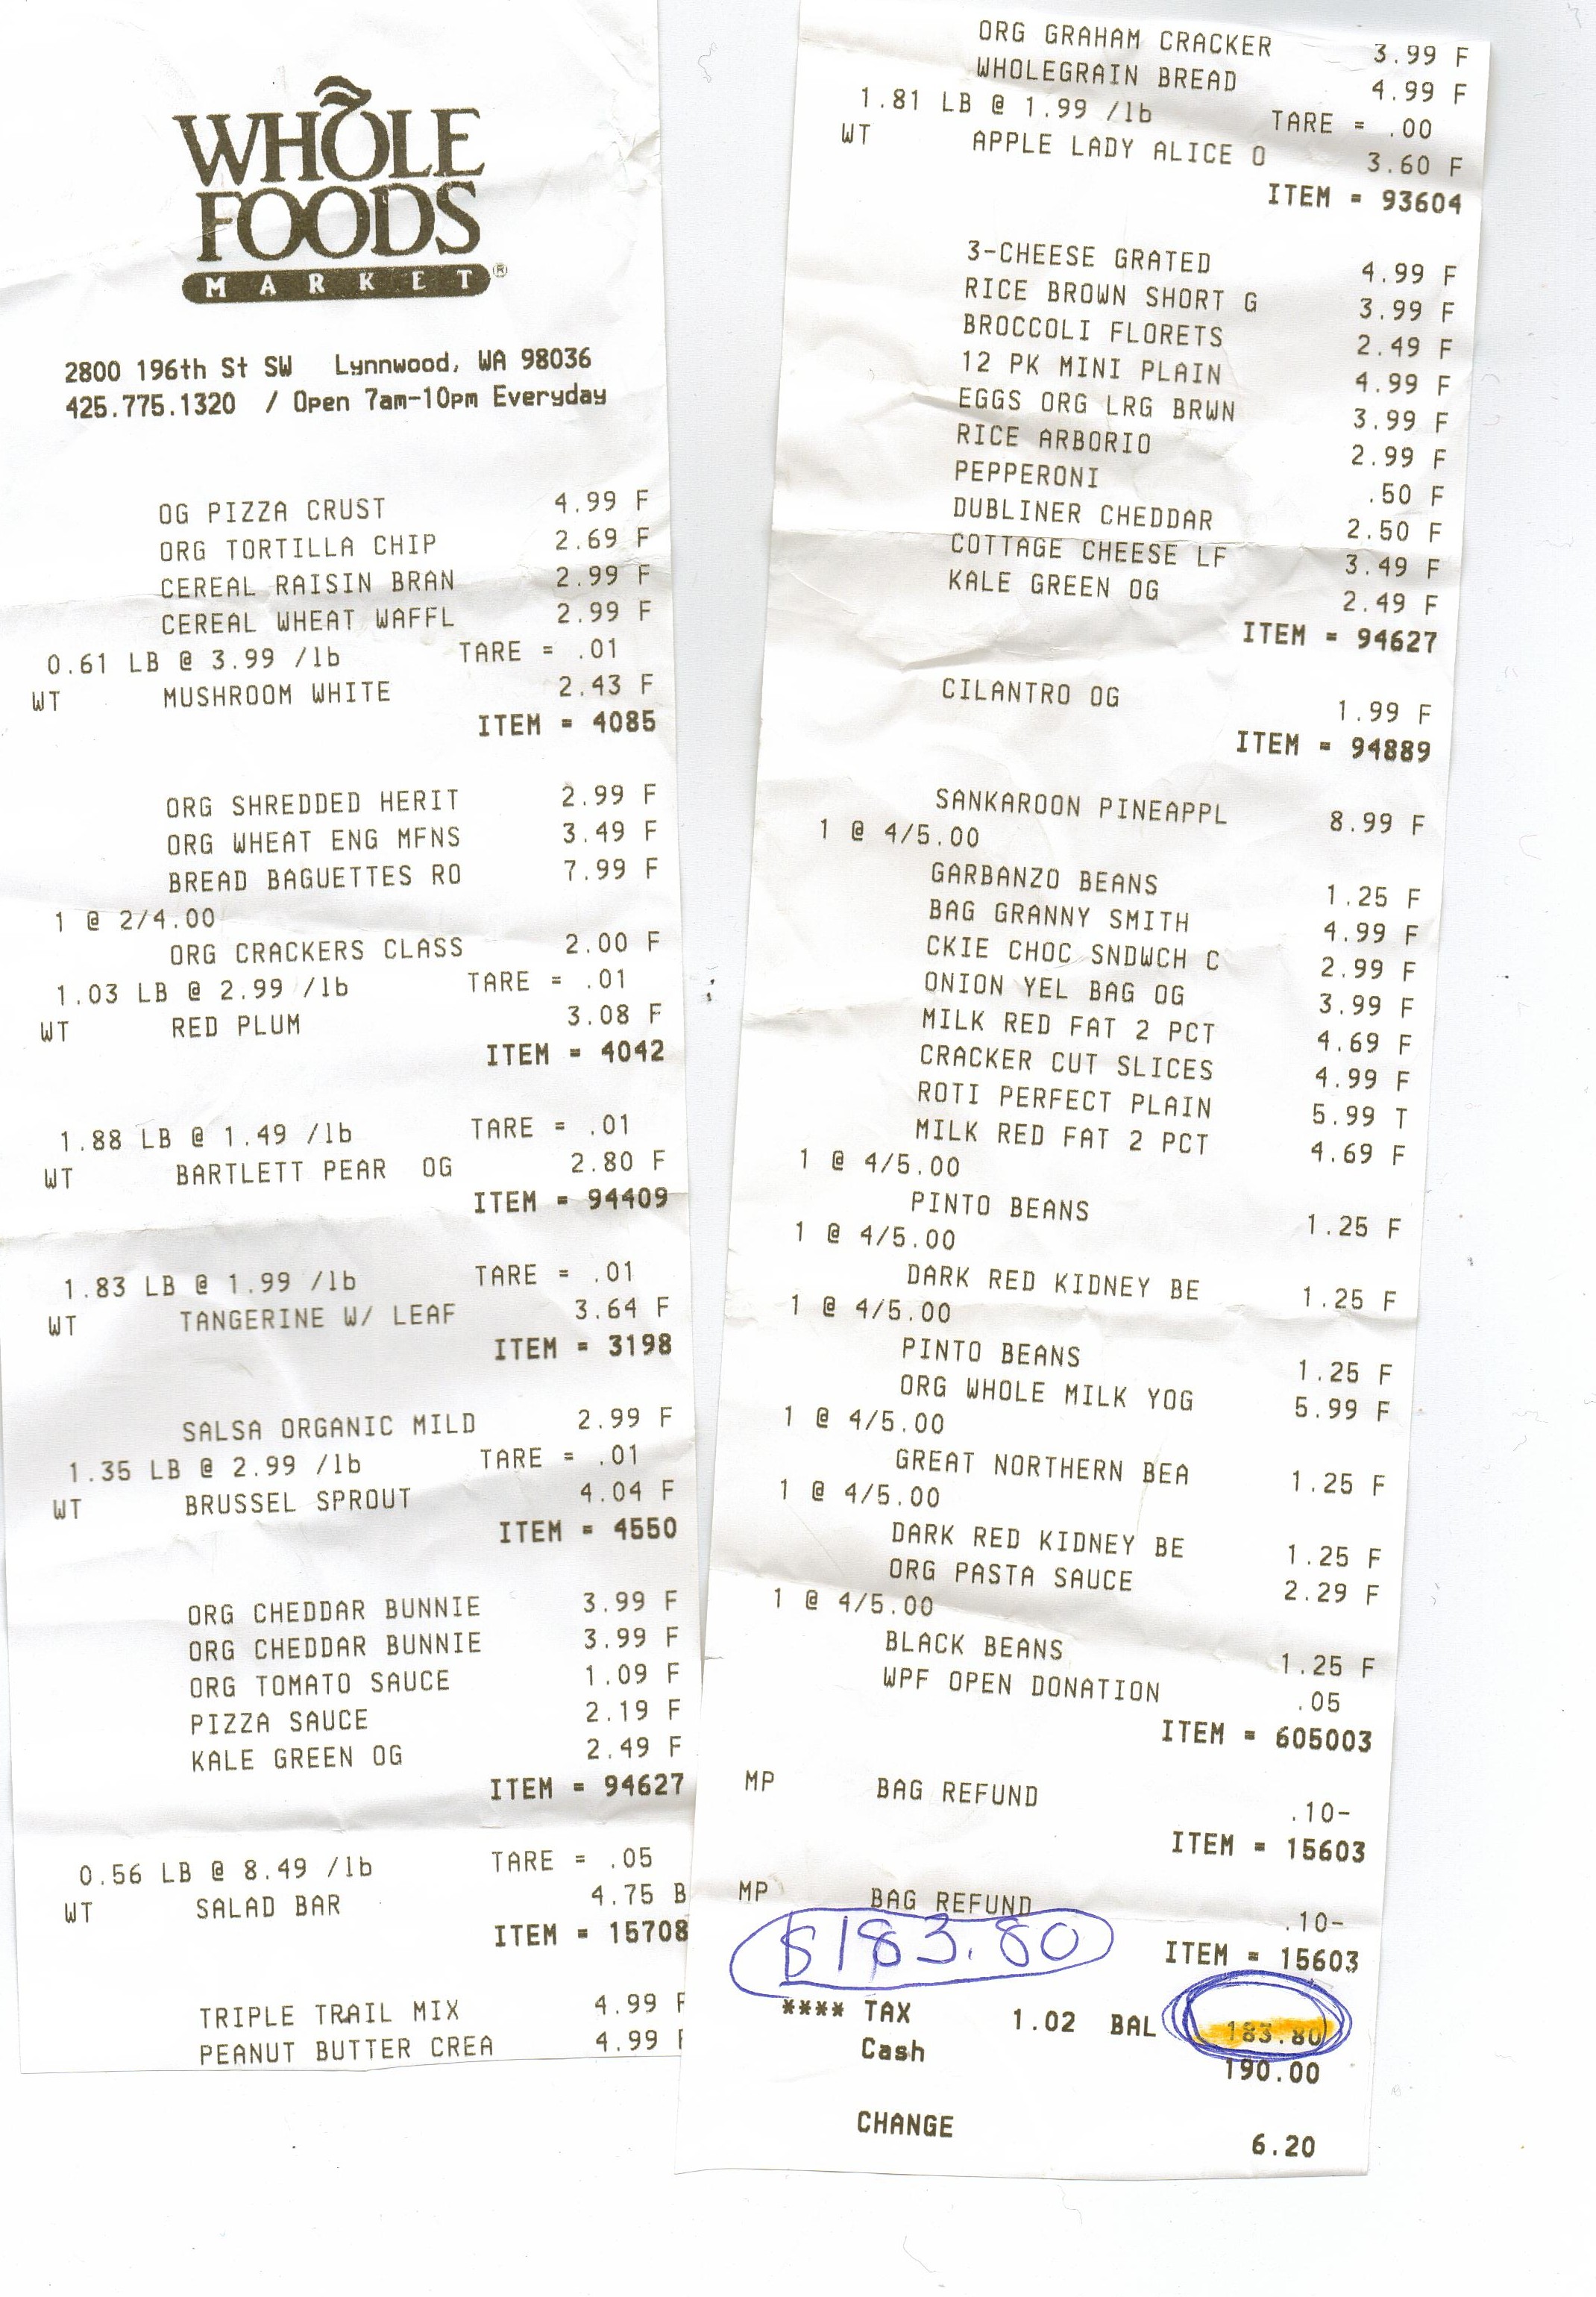 WHOLE
FOODS
MARKET®
2800 196th St SW Lynnwood, WA 98036
425.775.1320 / Open 7am-10pm Everyday
OG PIZZA CRUST 4.99 F
ORG TORTILLA CHIP 2.69 F
CEREAL RAISIN BRAN 2.99 F
CEREAL WHEAT WAFFL 2.99 F
0.61 LB @ 3.99 /lb TARE = .01
WT MUSHROOM WHITE 2.43 F
ITEM = 4085
ORG SHREDDED HERIT 2.99 F
ORG WHEAT ENG MFNS 3.49 F
BREAD BAGUETTES RO 7.99 F
1 @ 2/4.00
ORG CRACKERS CLASS 2.00 F
1.03 LB @ 2.99 /lb TARE = .01
WT RED PLUM 3.08 F
ITEM = 4042
1.88 LB @ 1.49 /lb TARE = .01
WT BARTLETT PEAR OG 2.80 F
ITEM = 94409
1.83 LB @ 1.99 /lb TARE = .01
WT TANGERINE W/ LEAF 3.64 F
ITEM = 3198
SALSA ORGANIC MILD 2.99 F
1.35 LB @ 2.99 /lb TARE = .01
WT BRUSSEL SPROUT 4.04 F
ITEM = 4550
ORG CHEDDAR BUNNIE 3.99 F
ORG CHEDDAR BUNNIE 3.99 F
ORG TOMATO SAUCE 1.09 F
PIZZA SAUCE 2.19 F
KALE GREEN OG 2.49 F
ITEM = 94627
0.56 LB @ 8.49 /lb TARE = .05
WT SALAD BAR 4.75 B
ITEM = 15708
TRIPLE TRAIL MIX 4.99 F
PEANUT BUTTER CREA 4.99 F
ORG GRAHAM CRACKER 3.99 F
WHOLEGRAIN BREAD 4.99 F
1.81 LB @ 1.99 /lb TARE = .00
WT APPLE LADY ALICE O 3.60 F
ITEM = 93604
3-CHEESE GRATED 4.99 F
RICE BROWN SHORT G 3.99 F
BROCCOLI FLORETS 2.49 F
12 PK MINI PLAIN 4.99 F
EGGS ORG LRG BRWN 3.99 F
RICE ARBORIO 2.99 F
PEPPERONI .50 F
DUBLINER CHEDDAR 2.50 F
COTTAGE CHEESE LF 3.49 F
KALE GREEN OG 2.49 F
ITEM = 94627
CILANTRO OG 1.99 F
ITEM = 94889
SANKAROON PINEAPPL 8.99 F
1 @ 4/5.00
GARBANZO BEANS 1.25 F
BAG GRANNY SMITH 4.99 F
CKIE CHOC SNDWCH C 2.99 F
ONION YEL BAG OG 3.99 F
MILK RED FAT 2 PCT 4.69 F
CRACKER CUT SLICES 4.99 F
ROTI PERFECT PLAIN 5.99 T
MILK RED FAT 2 PCT 4.69 F
1 @ 4/5.00
PINTO BEANS 1.25 F
1 @ 4/5.00
DARK RED KIDNEY BE 1.25 F
1 @ 4/5.00
PINTO BEANS 1.25 F
ORG WHOLE MILK YOG 5.99 F
1 @ 4/5.00
GREAT NORTHERN BEA 1.25 F
1 @ 4/5.00
DARK RED KIDNEY BE 1.25 F
ORG PASTA SAUCE 2.29 F
1 @ 4/5.00
BLACK BEANS 1.25 F
WPF OPEN DONATION .05
ITEM = 605003
MP BAG REFUND .10-
ITEM = 15603
MP BAG REFUND .10-
ITEM = 15603
$183.80
**** TAX 1.02 BAL 183.80
Cash 190.00
CHANGE 6.20